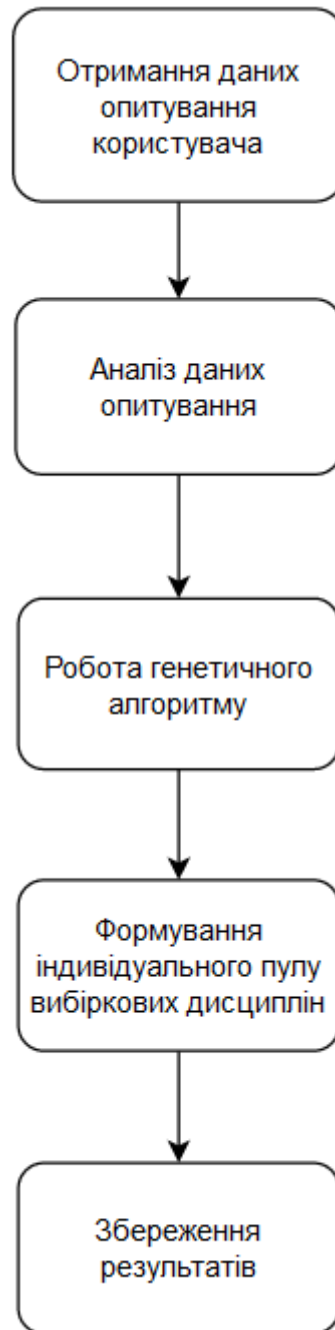 Отримання даних
опитування
користувача
Аналіз даних
опитування
Робота генетичного
алгоритму
Формування
індивідуального пулу
вибіркових дисциплін
Збереження
результатів